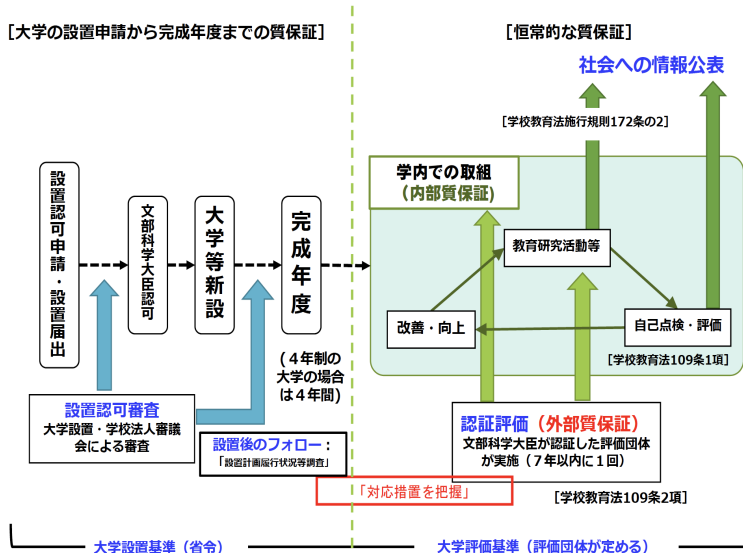 [大学の設置申請から完成年度までの質保証]
[恒常的な質保証]
社会への情報公表
[学校教育法施行規則172条の2]
設置認可申請・設置届出
文部科学大臣認可
大学等新設
完成年度
(４年制の
大学の場合
は４年間)
設置認可審査
大学設置・学校法人審議
会による審査
設置後のフォロー：
「設置計画履行状況等調査」
学内での取組
（内部質保証)
教育研究活動等
改善・向上
自己点検・評価
[学校教育法109条1項]
認証評価（外部質保証）
文部科学大臣が認証した評価団体
が実施（７年以内に１回）
「対応措置を把握」
[学校教育法109条2項]
大学設置基準（省令）
大学評価基準（評価団体が定める）